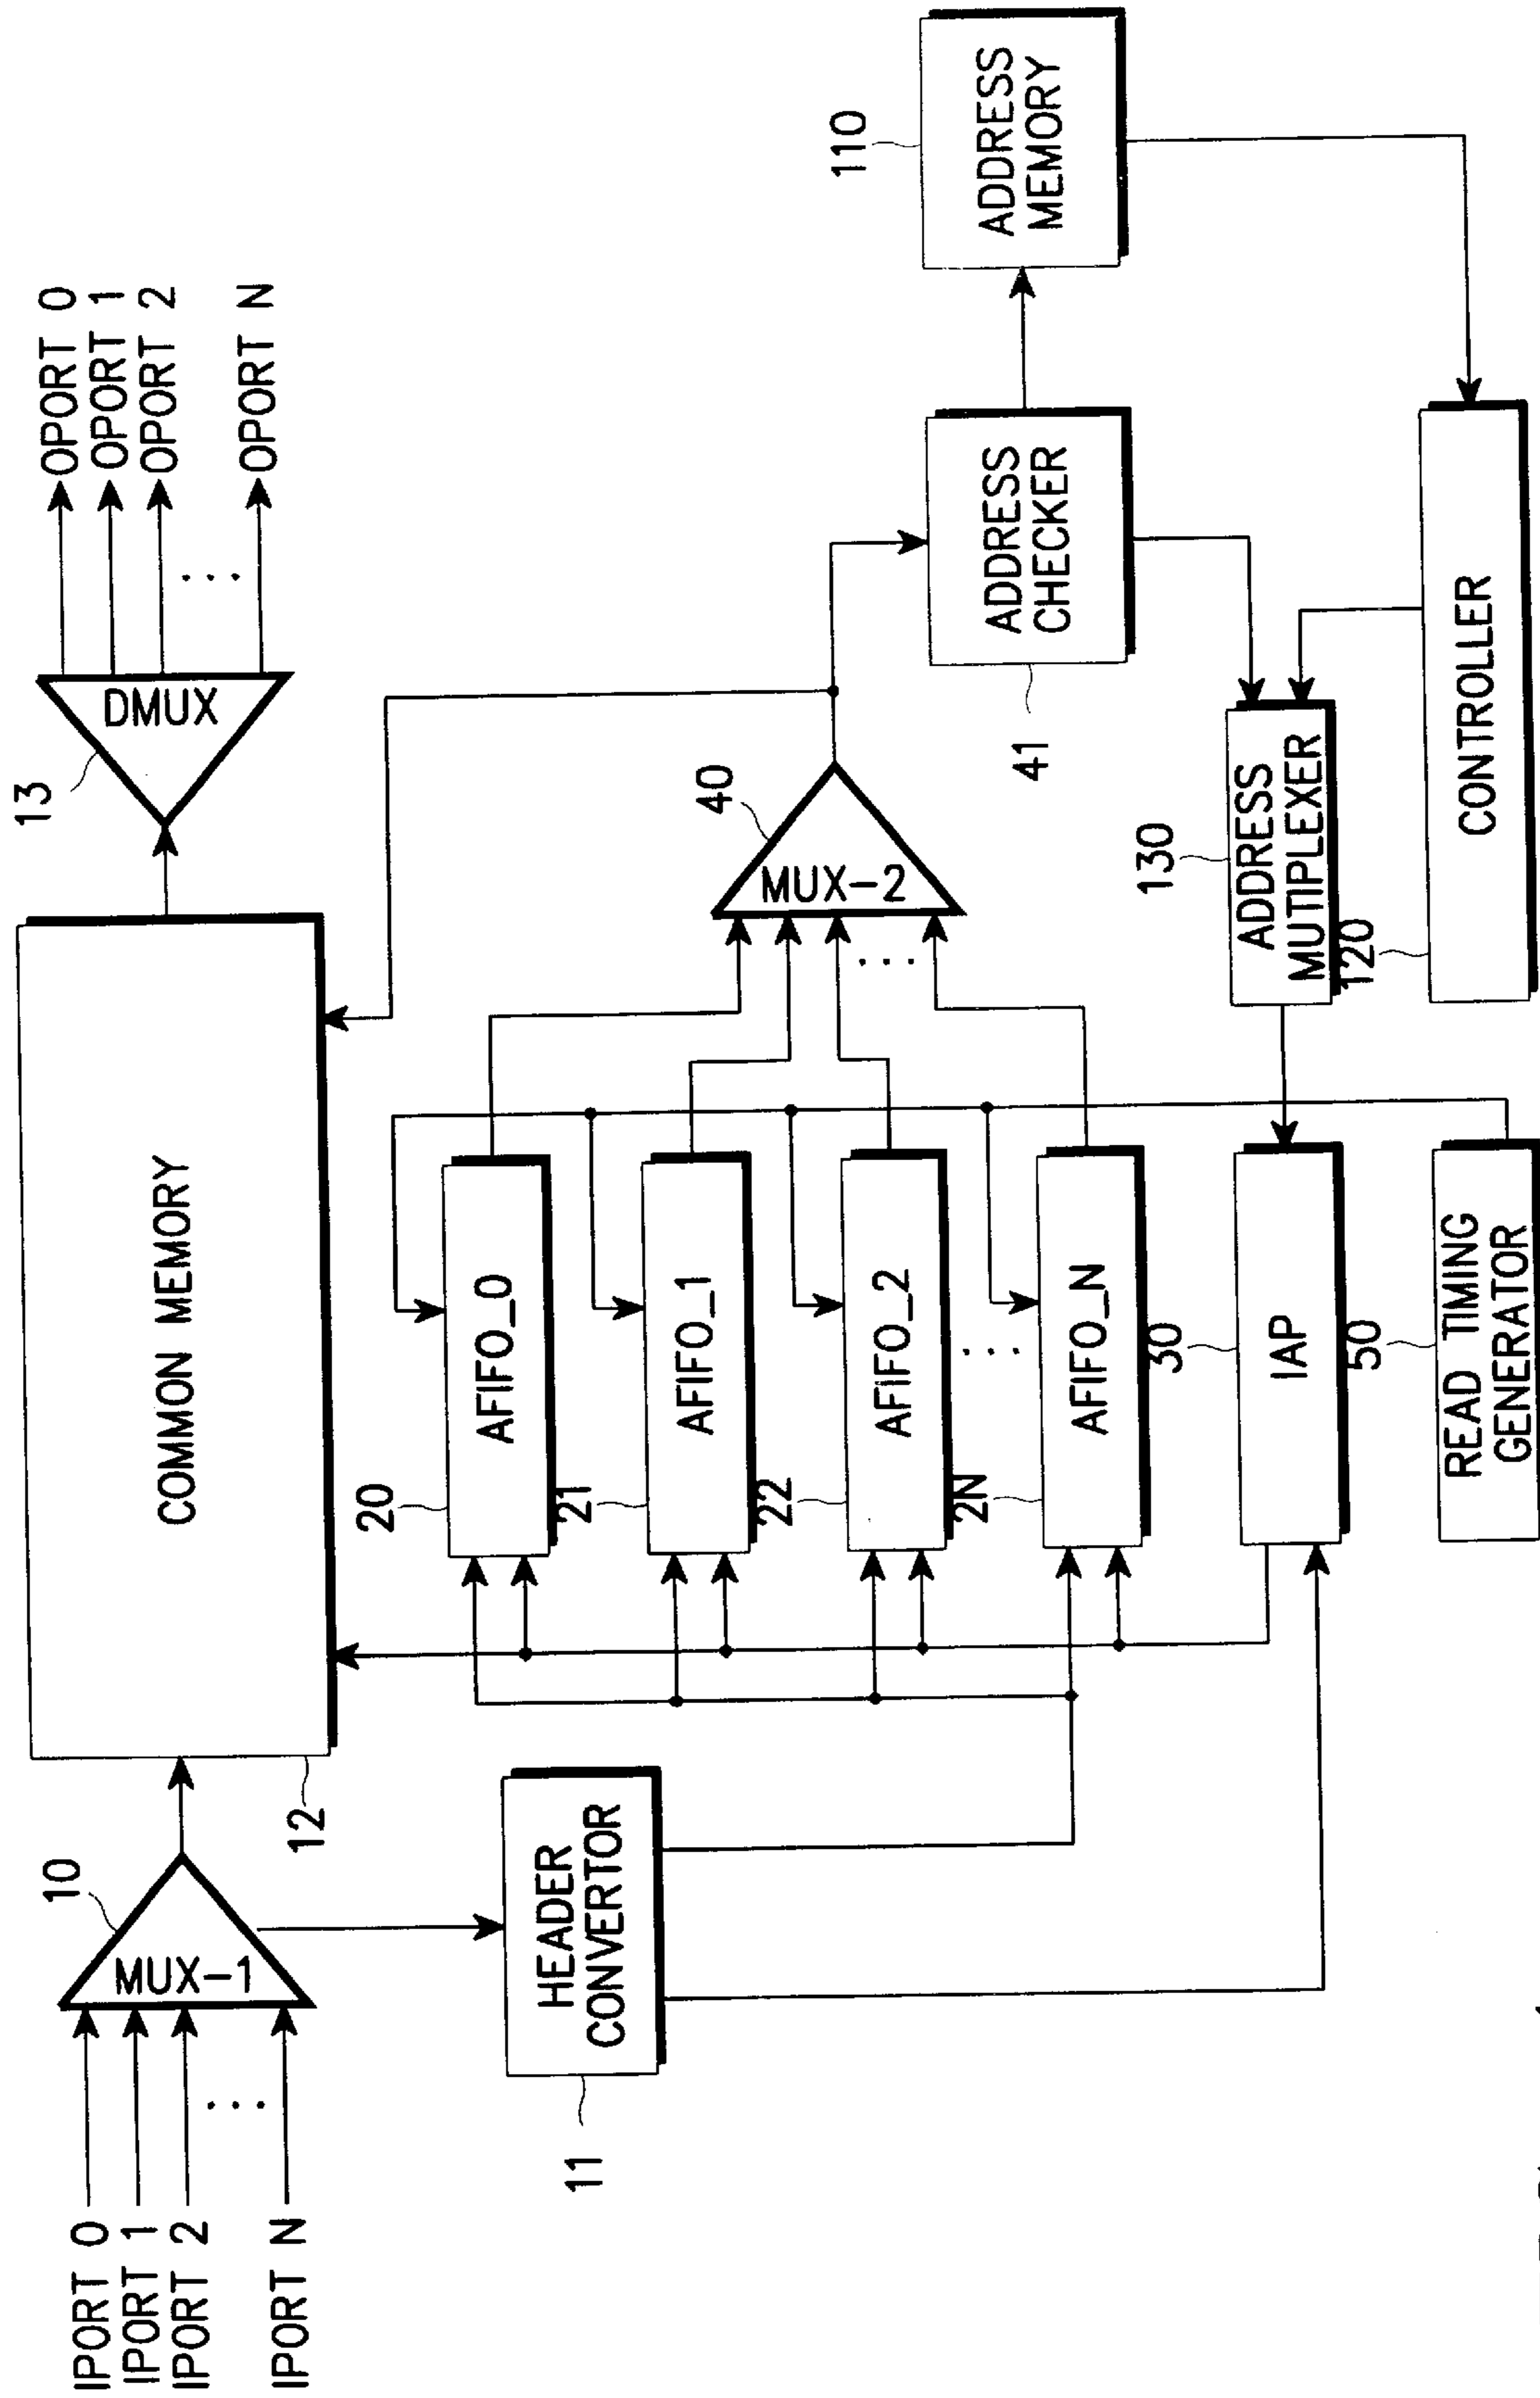 IPORT 0
IPORT 1
IPORT 2
...
IPORT N
MUX-1
10
12
COMMON MEMORY
13
DMUX
OPORT 0
OPORT 1
OPORT 2
...
OPORT N
11
HEADER
CONVERTOR
20
AFIFO_0
21
AFIFO_1
22
AFIFO_2
...
2N
AFIFO_N
30
IAP
50
READ TIMING
GENERATOR
40
MUX-2
...
41
ADDRESS
CHECKER
110
ADDRESS
MEMORY
130
ADDRESS
MUTIPLEXER
120
CONTROLLER